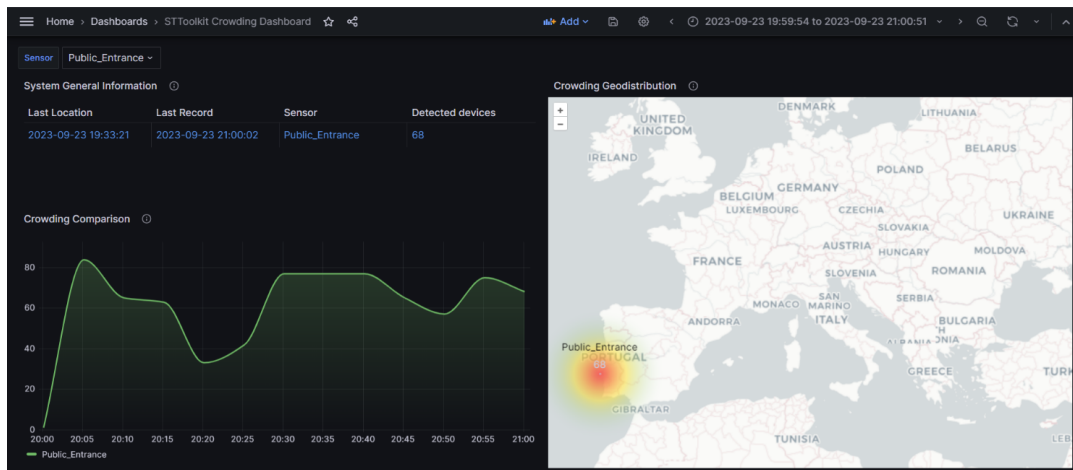 Home › Dashboards › STToolkit Crowding Dashboard
Add
2023-09-23 19:59:54 to 2023-09-23 21:00:51
Sensor Public_Entrance
System General Information
Last Location Last Record Sensor Detected devices
2023-09-23 19:33:21 2023-09-23 21:00:02 Public_Entrance 68
Crowding Comparison
80
60
40
20
0
20:00 20:05 20:10 20:15 20:20 20:25 20:30 20:35 20:40 20:45 20:50 20:55 21:00
Public_Entrance
Crowding Geodistribution
+
−
DENMARK
LITHUANIA
UNITED
KINGDOM
BELARUS
IRELAND
POLAND
GERMANY
BELGIUM
LUXEMBOURG
CZECHIA
UKRAINE
SLOVAKIA
AUSTRIA
HUNGARY
MOLDOVA
FRANCE
SLOVENIA
ROMANIA
SAN
MARINO
MONACO
SERBIA
ANDORRA
ITALY
BULGARIA
Public_Entrance
PORTUGAL
68
GREECE
TURK
GIBRALTAR
TUNISIA
LEB